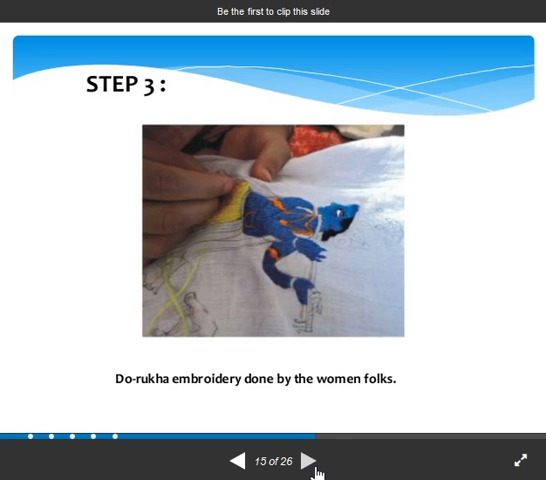 Be the first to clip this slide
STEP 3 :
Do-rukha embroidery done by the women folks.
15 of 26